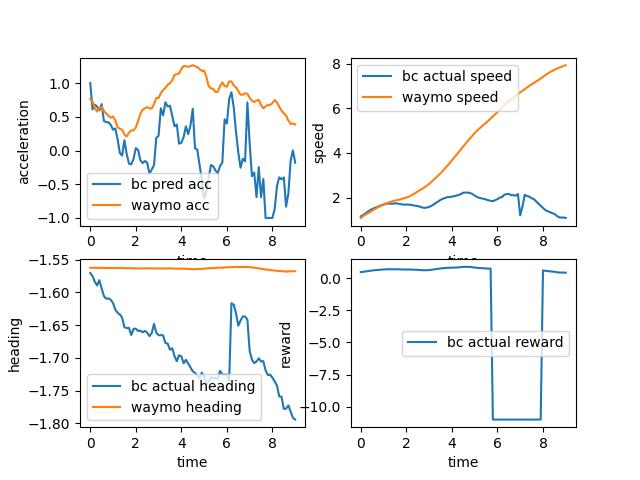 acceleration
1.0
0.5
0.0
−0.5
−1.0
bc pred acc
waymo acc
0 2 4 6 8
time
speed
8
6
4
2
bc actual speed
waymo speed
0 2 4 6 8
time
heading
−1.55
−1.60
−1.65
−1.70
−1.75
−1.80
bc actual heading
waymo heading
0 2 4 6 8
time
reward
0.0
−2.5
−5.0
−7.5
−10.0
bc actual reward
0 2 4 6 8
time